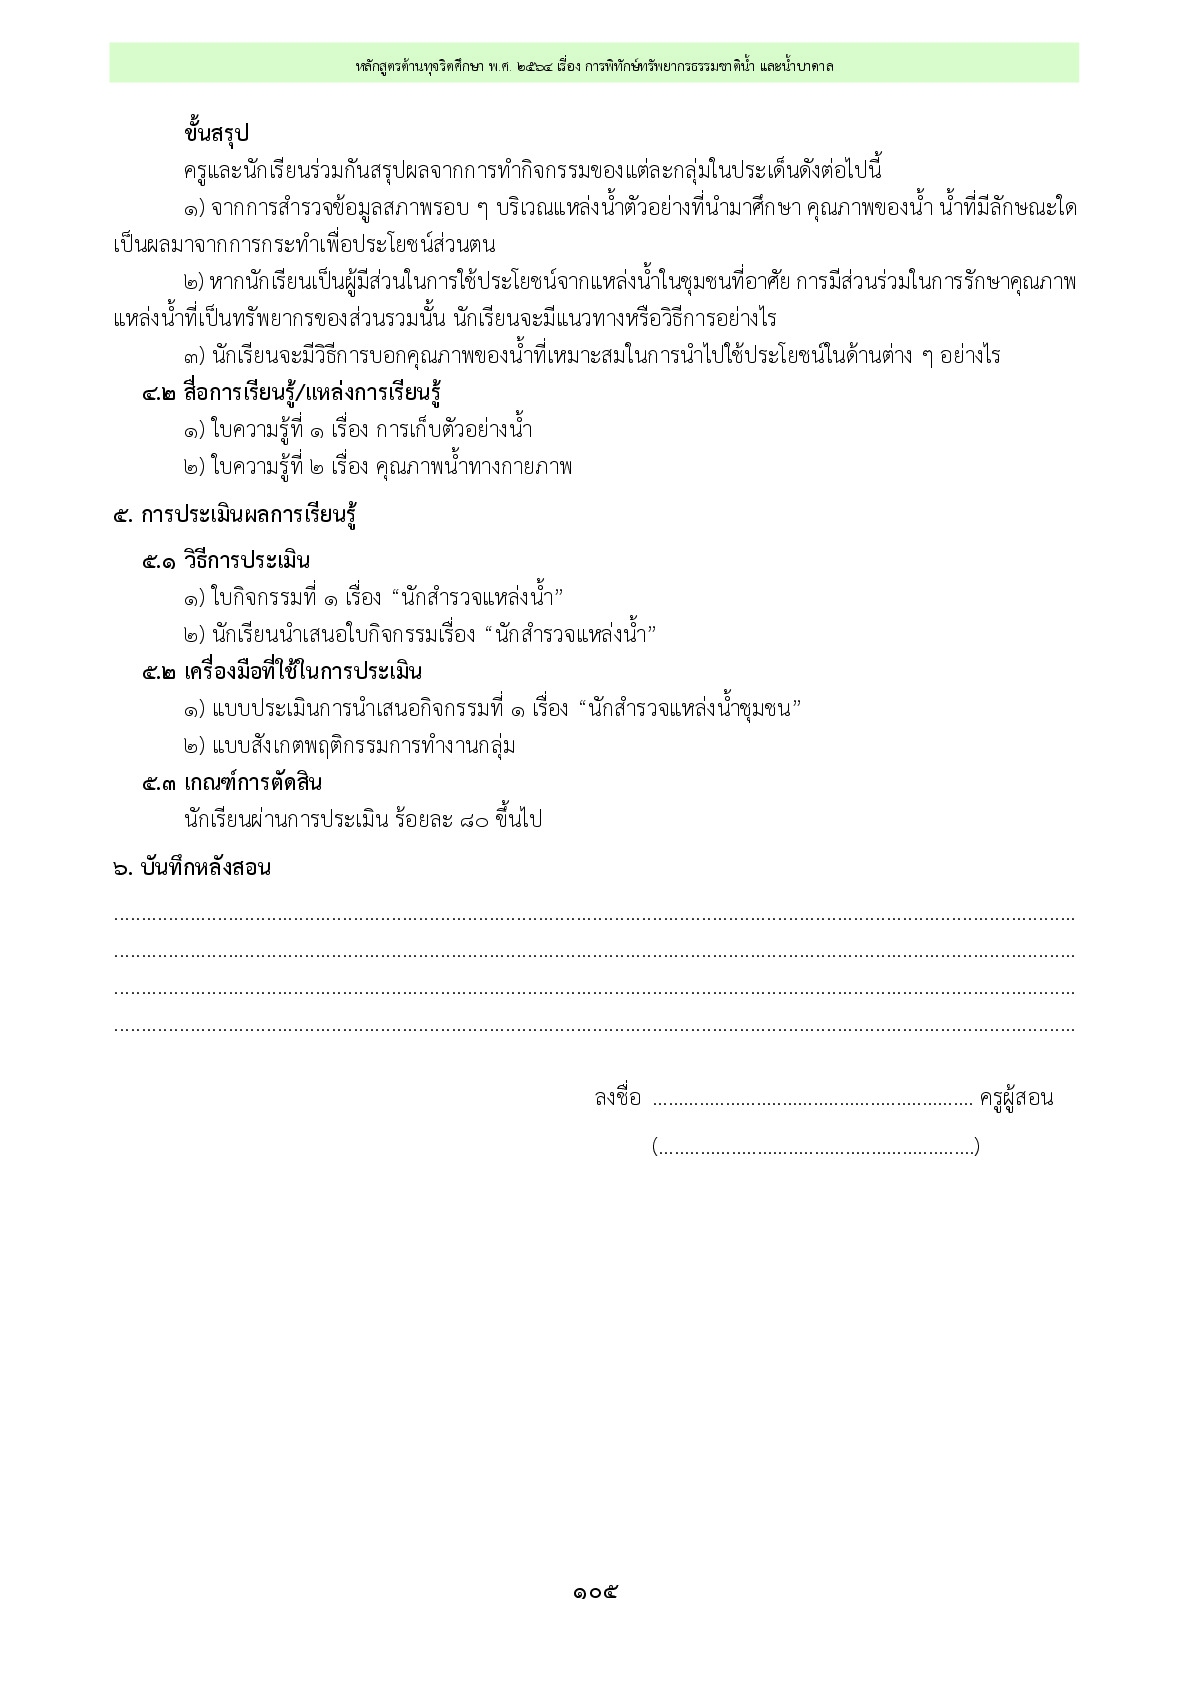 หลักสูตรต้านทุจริตศึกษา พ.ศ. ๒๕๖๔ เรื่อง การพิทักษ์ทรัพยากรธรรมชาติน้ำ และน้ำบาดาล
ขั้นสรุป
ครูและนักเรียนร่วมกันสรุปผลจากการทำกิจกรรมของแต่ละกลุ่มในประเด็นดังต่อไปนี้
๑) จากการสำรวจข้อมูลสภาพรอบ ๆ บริเวณแหล่งน้ำตัวอย่างที่นำมาศึกษา คุณภาพของน้ำ น้ำที่มีลักษณะใด
เป็นผลมาจากการกระทำเพื่อประโยชน์ส่วนตน
๒) หากนักเรียนเป็นผู้มีส่วนในการใช้ประโยชน์จากแหล่งน้ำในชุมชนที่อาศัย การมีส่วนร่วมในการรักษาคุณภาพ
แหล่งน้ำที่เป็นทรัพยากรของส่วนรวมนั้น นักเรียนจะมีแนวทางหรือวิธีการอย่างไร
๓) นักเรียนจะมีวิธีการบอกคุณภาพของน้ำที่เหมาะสมในการนำไปใช้ประโยชน์ในด้านต่าง ๆ อย่างไร
๔.๒ สื่อการเรียนรู้/แหล่งการเรียนรู้
๑) ใบความรู้ที่ ๑ เรื่อง การเก็บตัวอย่างน้ำ
๒) ใบความรู้ที่ ๒ เรื่อง คุณภาพน้ำทางกายภาพ
๕. การประเมินผลการเรียนรู้
๕.๑ วิธีการประเมิน
๑) ใบกิจกรรมที่ ๑ เรื่อง “นักสำรวจแหล่งน้ำ”
๒) นักเรียนนำเสนอใบกิจกรรมเรื่อง “นักสำรวจแหล่งน้ำ”
๕.๒ เครื่องมือที่ใช้ในการประเมิน
๑) แบบประเมินการนำเสนอกิจกรรมที่ ๑ เรื่อง “นักสำรวจแหล่งน้ำชุมชน”
๒) แบบสังเกตพฤติกรรมการทำงานกลุ่ม
๕.๓ เกณฑ์การตัดสิน
นักเรียนผ่านการประเมิน ร้อยละ ๘๐ ขึ้นไป
๖. บันทึกหลังสอน
................................................................................
................................................................................
................................................................................
................................................................................
ลงชื่อ ............................................................. ครูผู้สอน
(............................................................)
๑๐๕